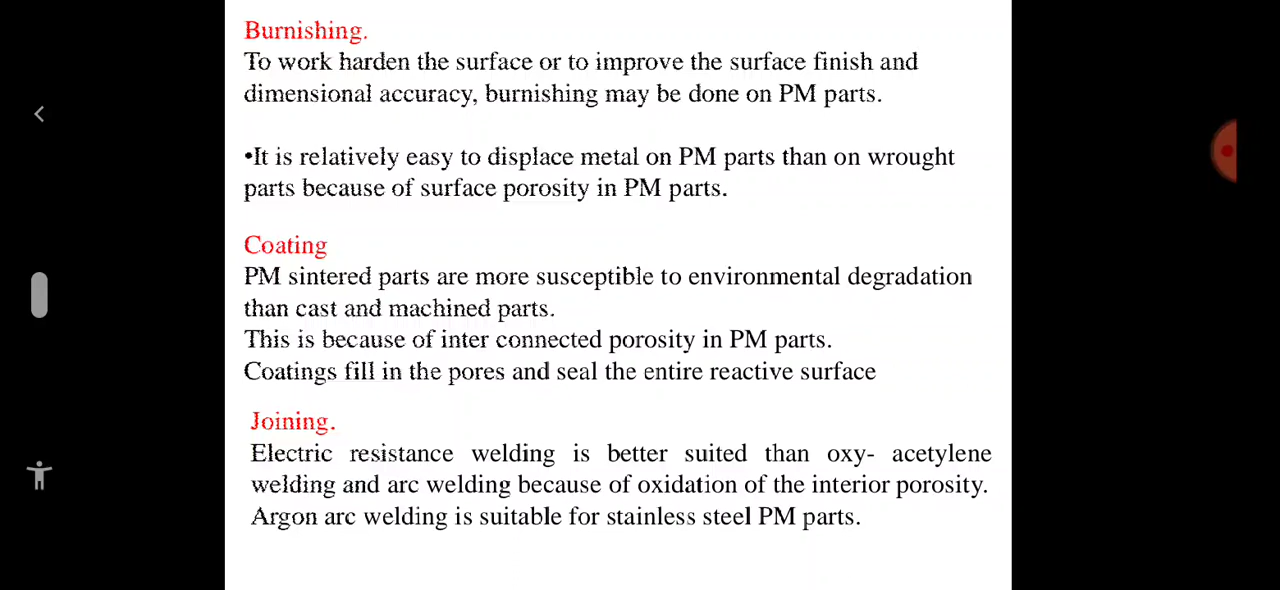 Burnishing.
To work harden the surface or to improve the surface finish and
dimensional accuracy, burnishing may be done on PM parts.
•It is relatively easy to displace metal on PM parts than on wrought
parts because of surface porosity in PM parts.
Coating
PM sintered parts are more susceptible to environmental degradation
than cast and machined parts.
This is because of inter connected porosity in PM parts.
Coatings fill in the pores and seal the entire reactive surface
Joining.
Electric resistance welding is better suited than oxy- acetylene
welding and arc welding because of oxidation of the interior porosity.
Argon arc welding is suitable for stainless steel PM parts.